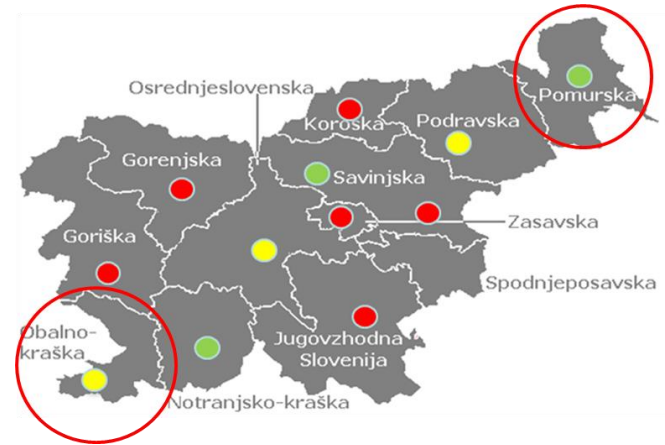 Osrednjeslovenska
Koroška
Podravska
Pomurska
Gorenjska
Savinjska
Goriška
Zasavska
Spodnjeposavska
Obalno-
kraška
Jugovzhodna
Slovenija
Notranjsko-kraška